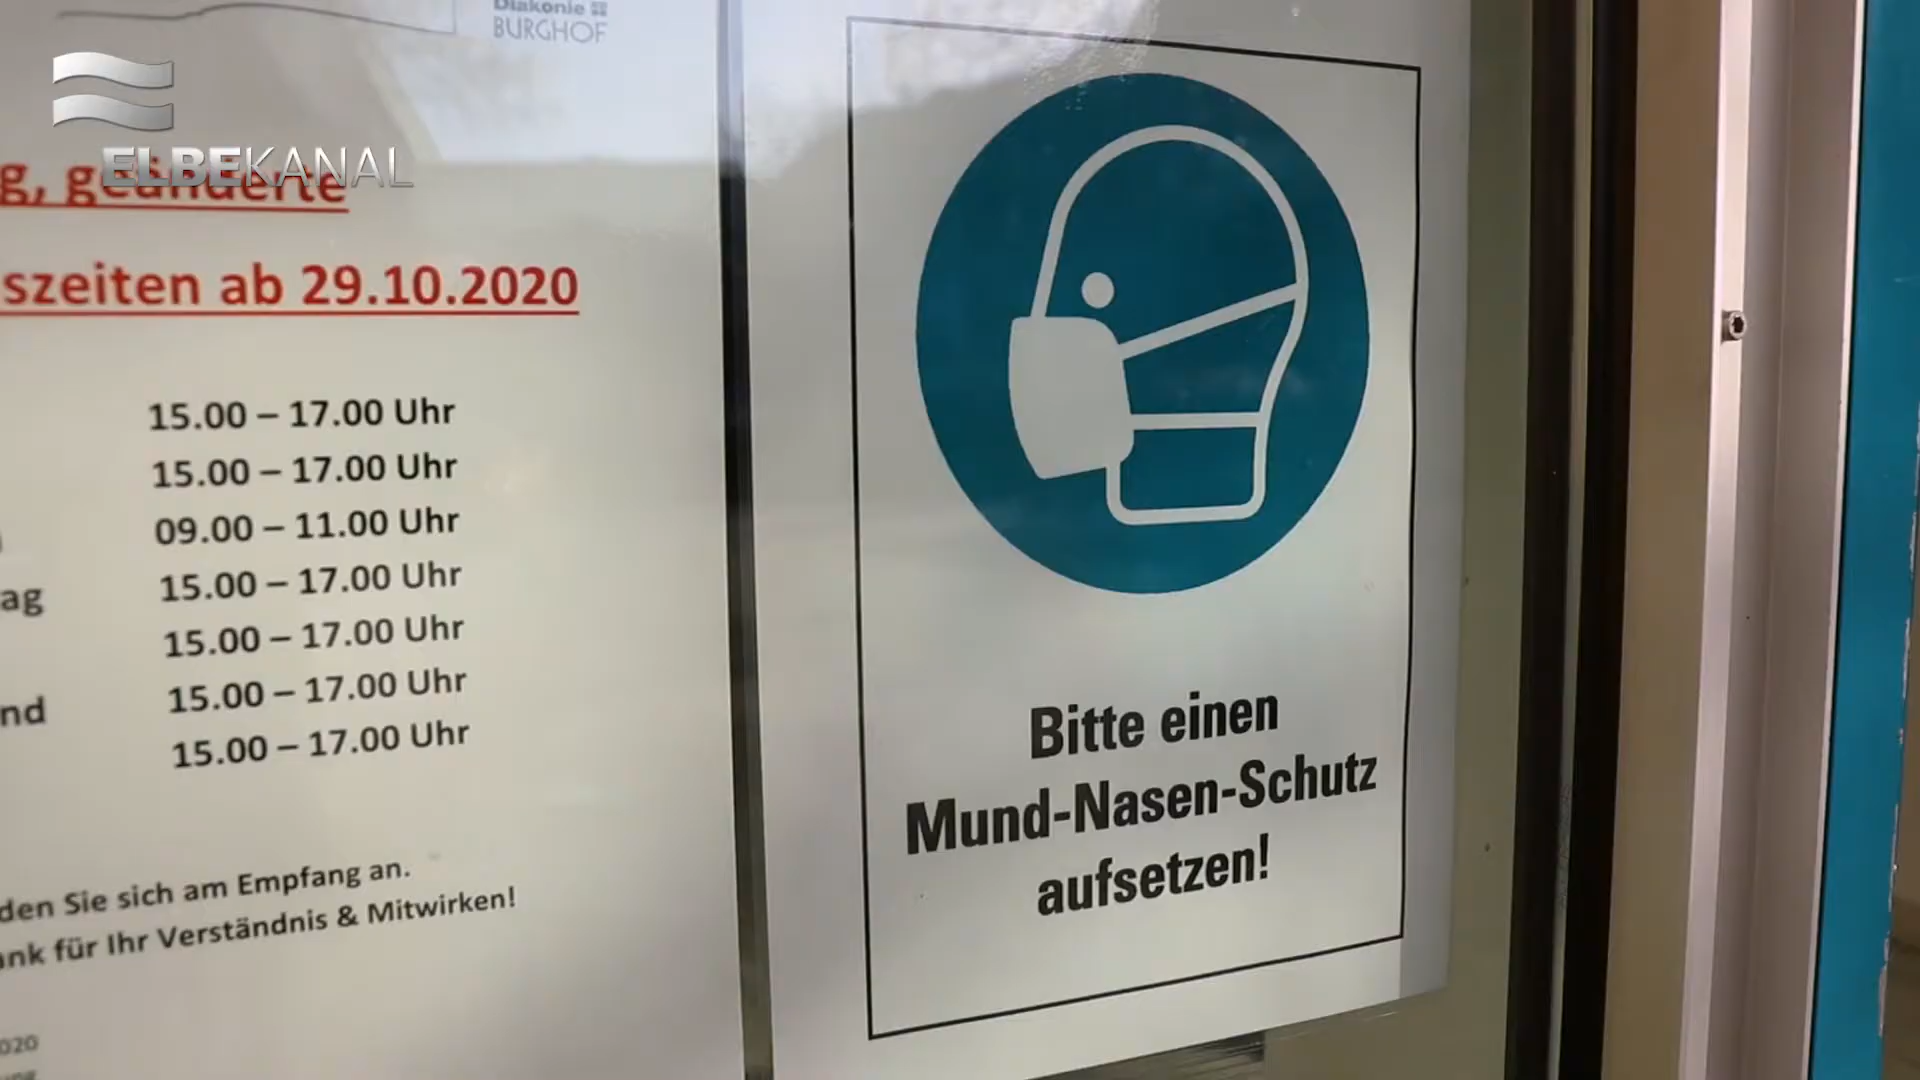 Diakonie
BURGHOF
ELBEKANAL
geänderte
szeiten ab 29.10.2020
15.00 – 17.00 Uhr
15.00 – 17.00 Uhr
09.00 – 11.00 Uhr
15.00 – 17.00 Uhr
ag
15.00 – 17.00 Uhr
15.00 – 17.00 Uhr
nd
15.00 – 17.00 Uhr
den Sie sich am Empfang an.
ank für Ihr Verständnis & Mitwirken!
020
Bitte einen
Mund-Nasen-Schutz
aufsetzen!